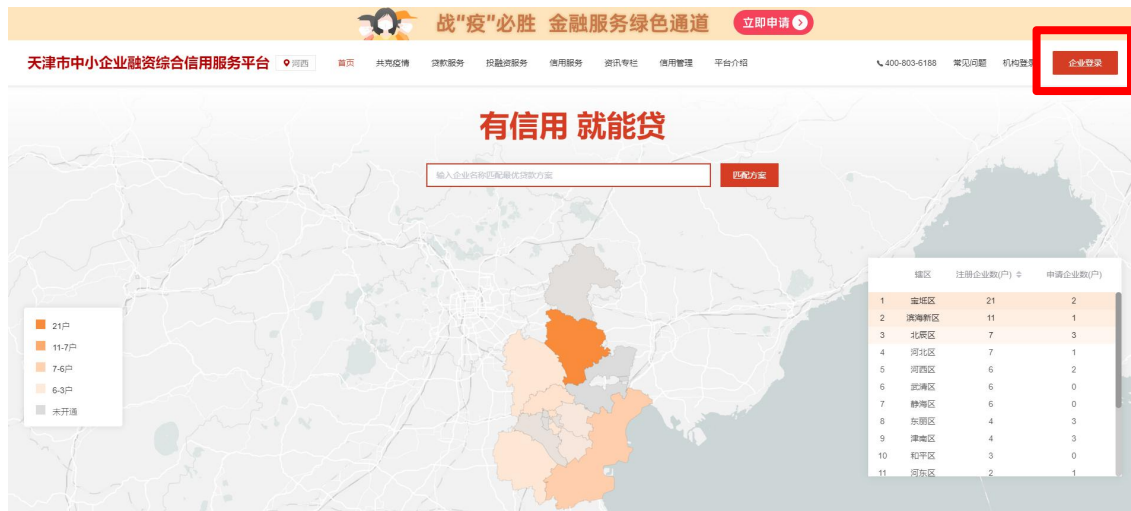 战"疫"必胜 金融服务绿色通道 立即申请
天津市中小企业融资综合信用服务平台 河西 首页 共克疫情 贷款服务 投融资服务 信用服务 资讯专栏 信用管理 平台介绍 400-803-6188 常见问题 机构登录 企业登录
有信用 就能贷
输入企业名称匹配最优贷款方案 匹配方案
辖区 注册企业数(户) 申请企业数(户)
1 宝坻区 21 2
2 滨海新区 11 1
3 北辰区 7 3
4 河北区 7 1
5 河西区 6 2
6 武清区 6 0
7 静海区 6 0
8 东丽区 4 3
9 津南区 4 3
10 和平区 3 0
11 河东区 2 1
21户
11-7户
7-6户
6-3户
未开通